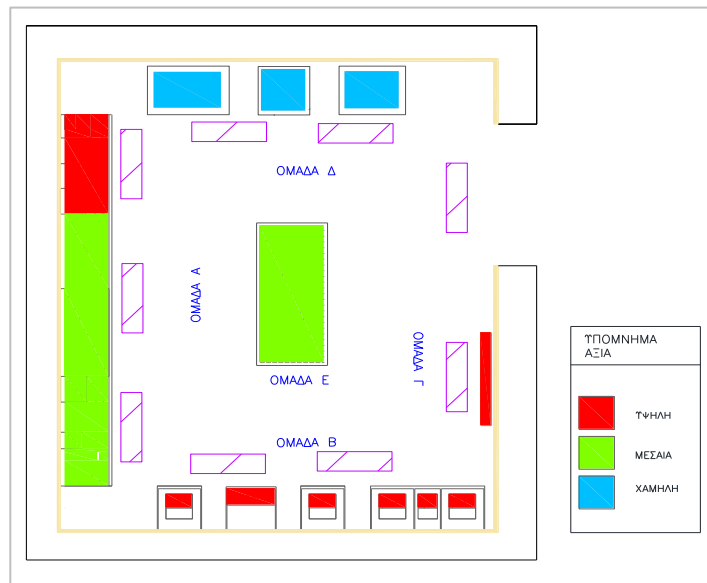 ΟΜΑΔΑ Δ
ΟΜΑΔΑ Α
ΟΜΑΔΑ Γ
ΟΜΑΔΑ Ε
ΟΜΑΔΑ Β
ΥΠΟΜΝΗΜΑ
ΑΞΙΑ
ΥΨΗΛΗ
ΜΕΣΑΙΑ
ΧΑΜΗΛΗ